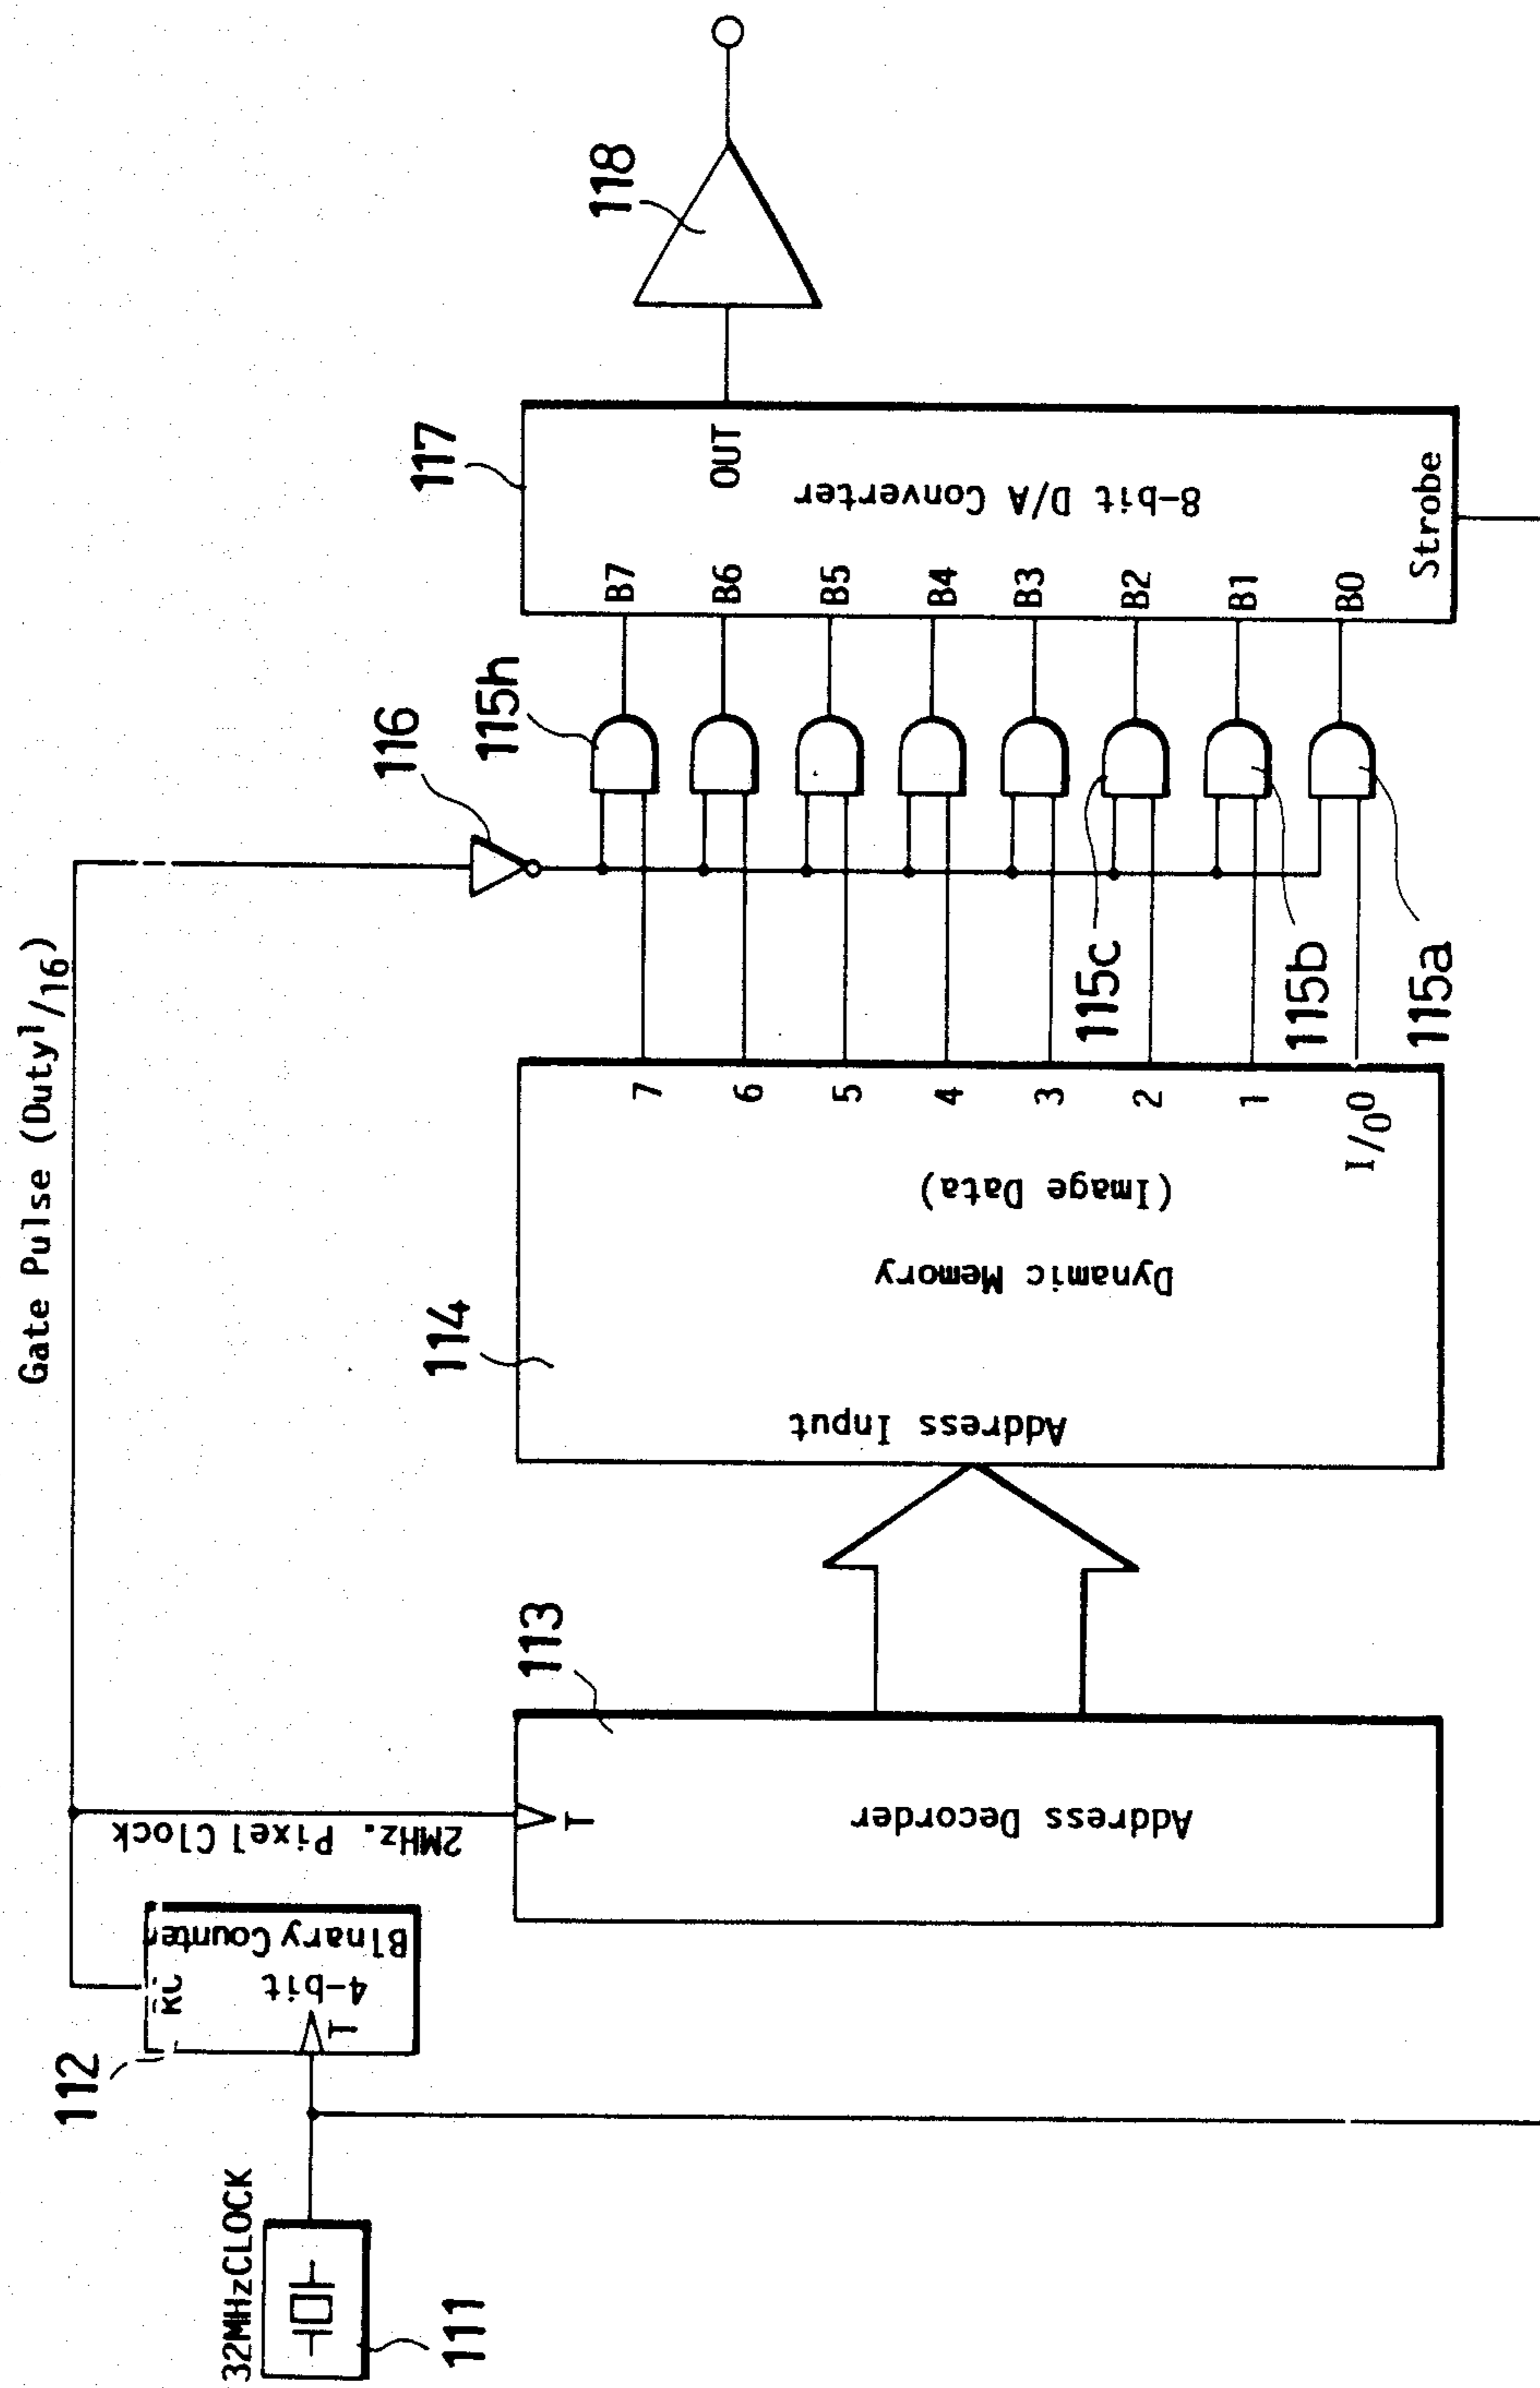 32MHzCLOCK
111
112
RC
T
4-bit
BInary Counter
Gate Pulse (Duty1/16)
2MHz. Pixel Clock
T
113
Address Decorder
114
Address Input
Dynamic Memory
(Image Data)
7
6
5
4
3
2
1
I/O0
116
115h
115c
115b
115a
117
B7
B6
B5
B4
B3
B2
B1
B0
8-bit D/A Converter
OUT
Strobe
118